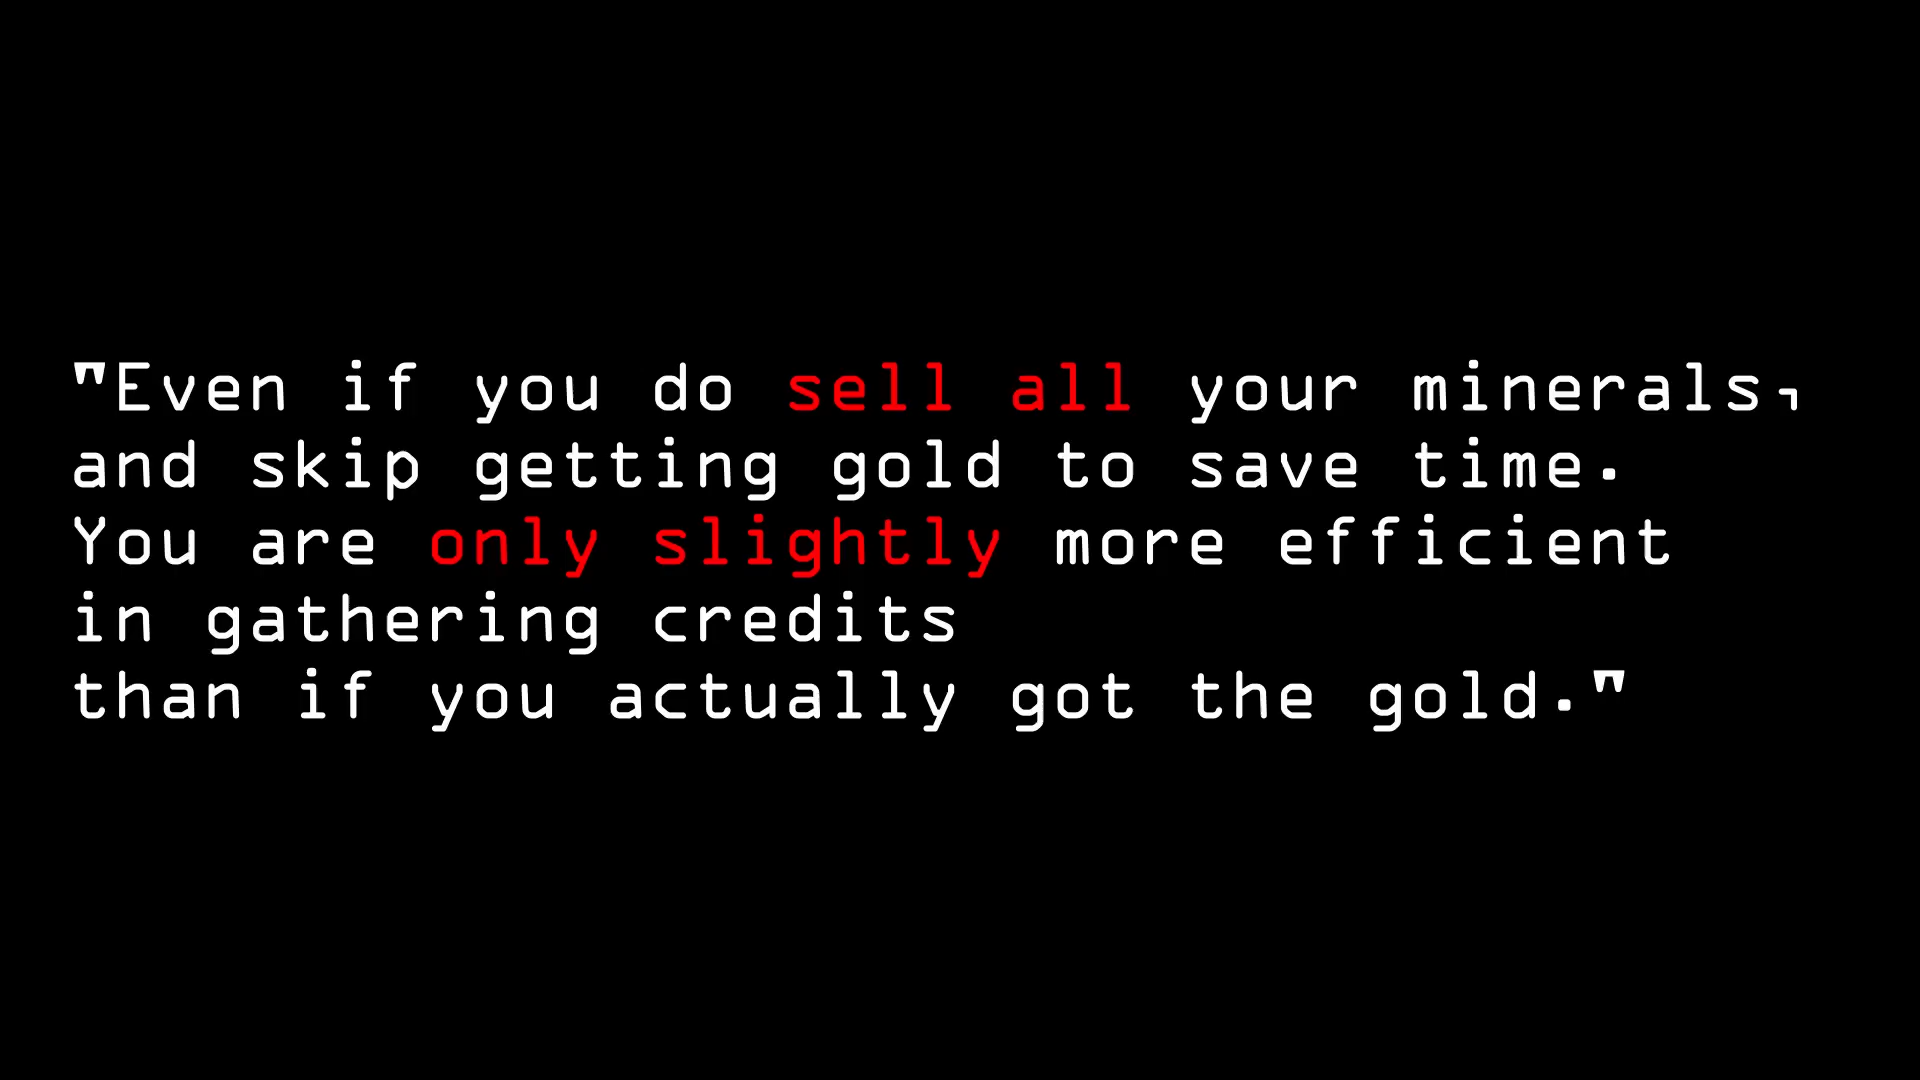 "Even if you do sell all your minerals,
and skip getting gold to save time.
You are only slightly more efficient
in gathering credits
than if you actually got the gold."